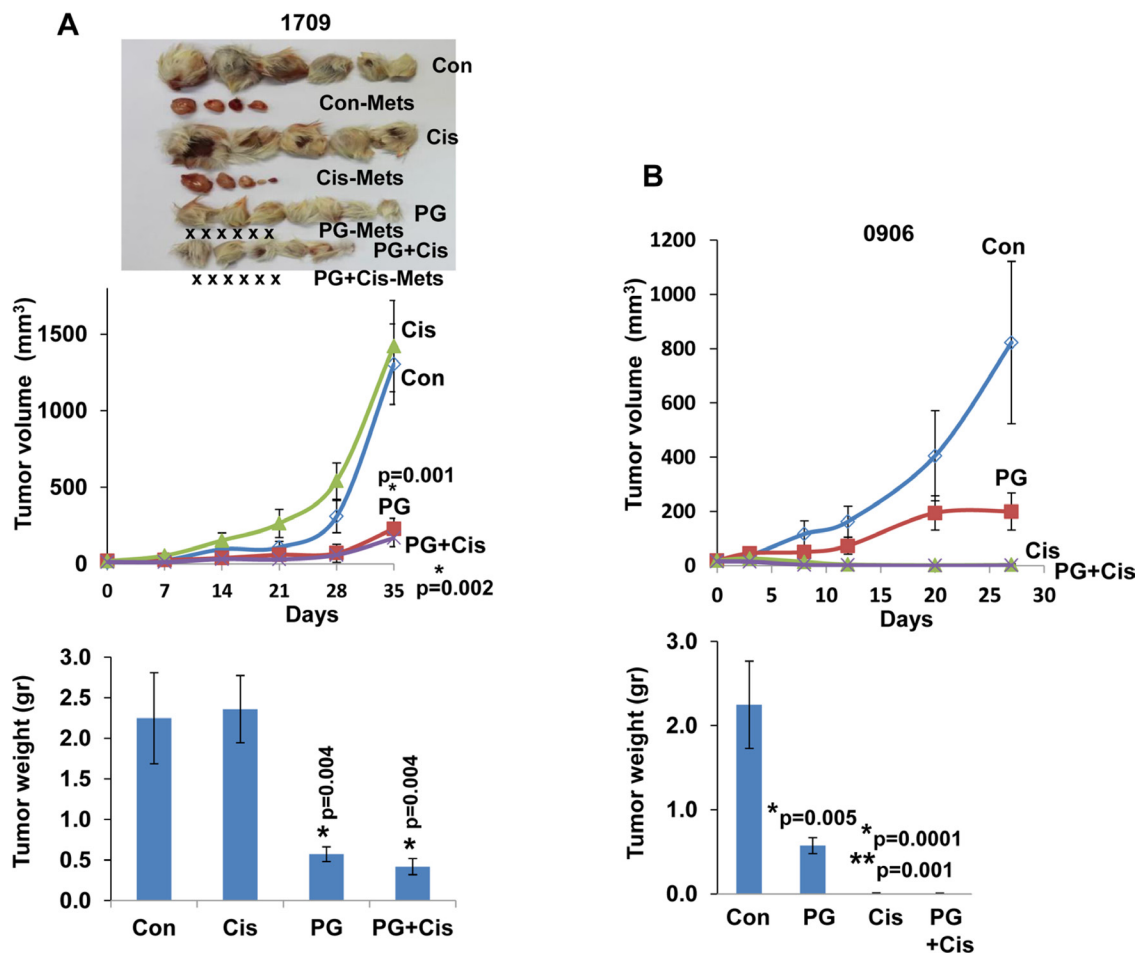 A
1709
Con
Con-Mets
Cis
Cis-Mets
PG
x x x x x x PG-Mets
PG+Cis
x x x x x x PG+Cis-Mets
Tumor volume (mm³)
1500
1000
500
0
Cis
Con
p=0.001
*
PG
PG+Cis
*
p=0.002
0 7 14 21 28 35
Days
Tumor weight (gr)
3.0
2.5
2.0
1.5
1.0
0.5
0.0
* p=0.004
* p=0.004
Con Cis PG PG+Cis
B
0906
Tumor volume (mm³)
1200
1000
800
600
400
200
0
Con
PG
Cis
PG+Cis
0 5 10 15 20 25 30
Days
Tumor weight (gr)
3.0
2.0
1.0
0.0
*p=0.005
*p=0.0001
**p=0.001
Con PG Cis PG
+Cis